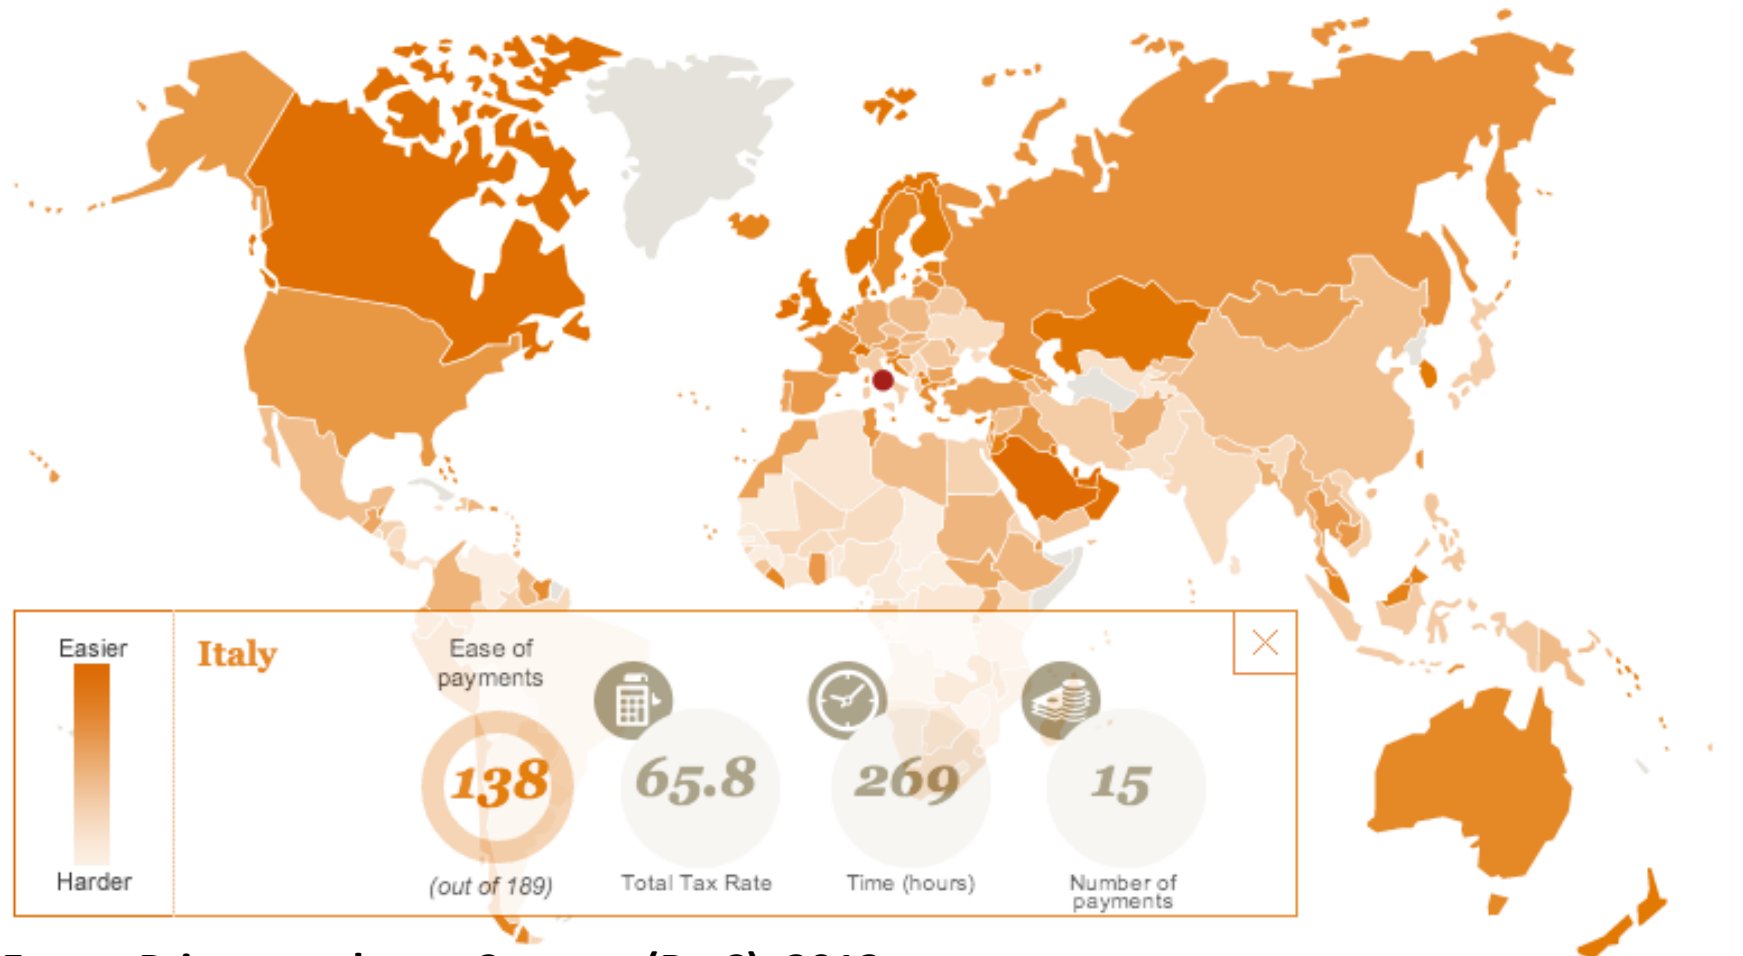 Easier
Harder
Italy
Ease of
payments
138
(out of 189)
65.8
Total Tax Rate
269
Time (hours)
15
Number of
payments